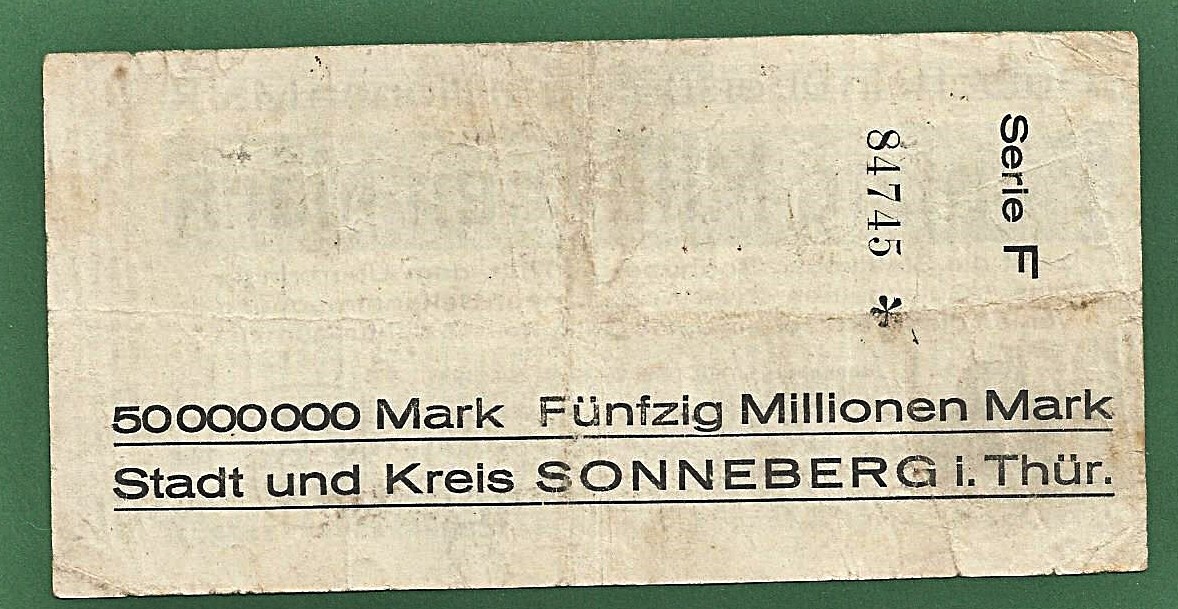 Serie F
84745 *
50000000 Mark Fünfzig Millionen Mark
Stadt und Kreis SONNEBERG i. Thür.